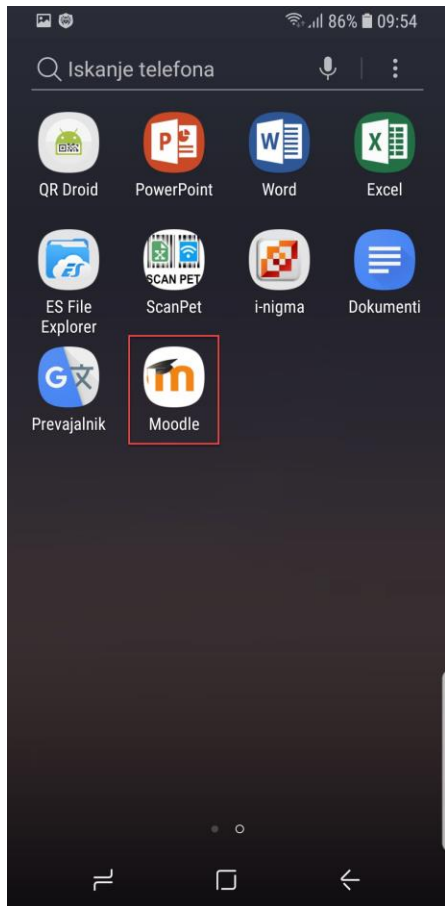 86% 09:54
Iskanje telefona
QR Droid PowerPoint Word Excel
SCAN PET
ES File Explorer ScanPet i-nigma Dokumenti
Prevajalnik Moodle